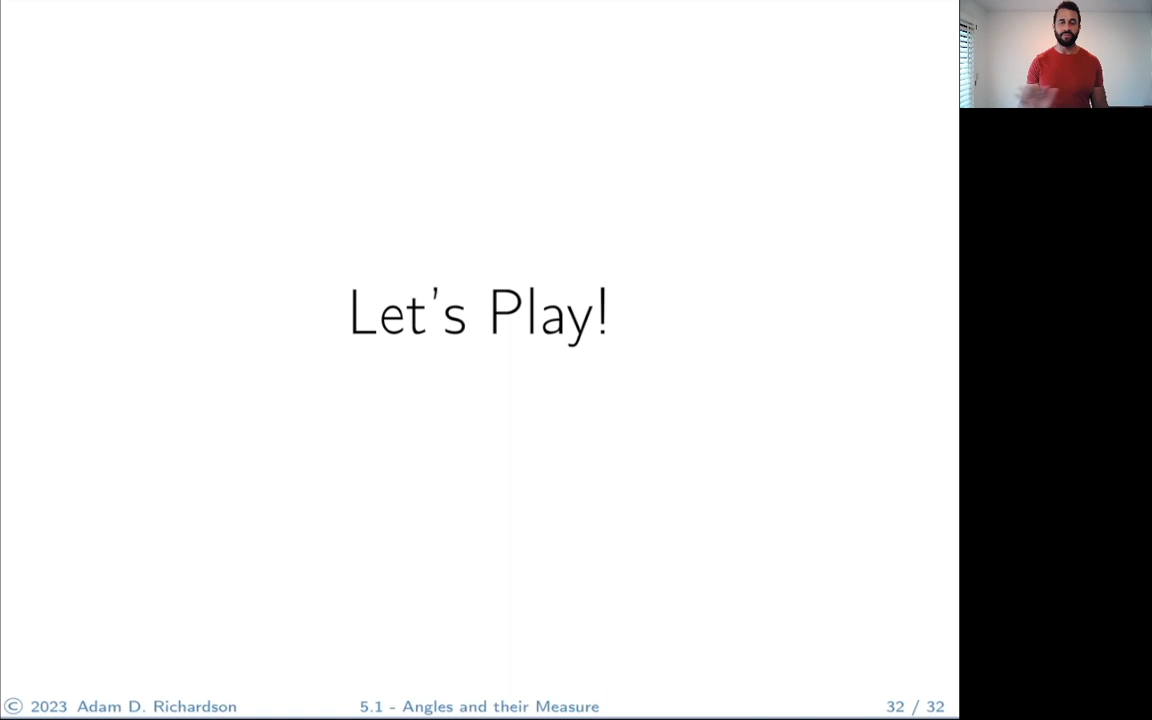 Let's Play!
© 2023 Adam D. Richardson 5.1 - Angles and their Measure 32 / 32